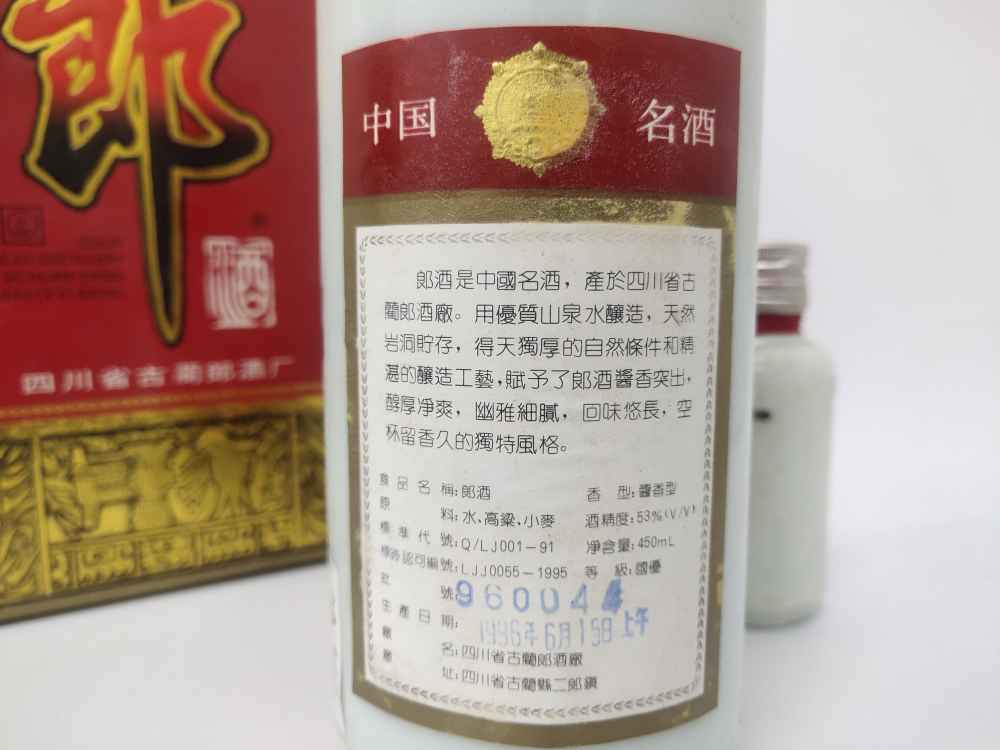 郎
酒
四川省古蔺郎酒厂
中国 名酒
郎酒是中國名酒，產於四川省古
藺郎酒廠。用優質山泉水釀造，天然
岩洞貯存，得天獨厚的自然條件和精
湛的釀造工藝，賦予了郎酒醬香突出，
醇厚凈爽，幽雅細膩，回味悠長，空
杯留香久的獨特風格。
食品名稱：郎酒 香型：醬香型
原料：水，高粱，小麥 酒精度：53%(V/V)
標準代號：Q/LJ001-91 净含量：450mL
標簽認可編號：LJJ0055-1995 等級：國優
批號：960044
生產日期：1996年6月15日上午
廠名：四川省古藺郎酒廠
廠址：四川省古藺縣二郎鎮